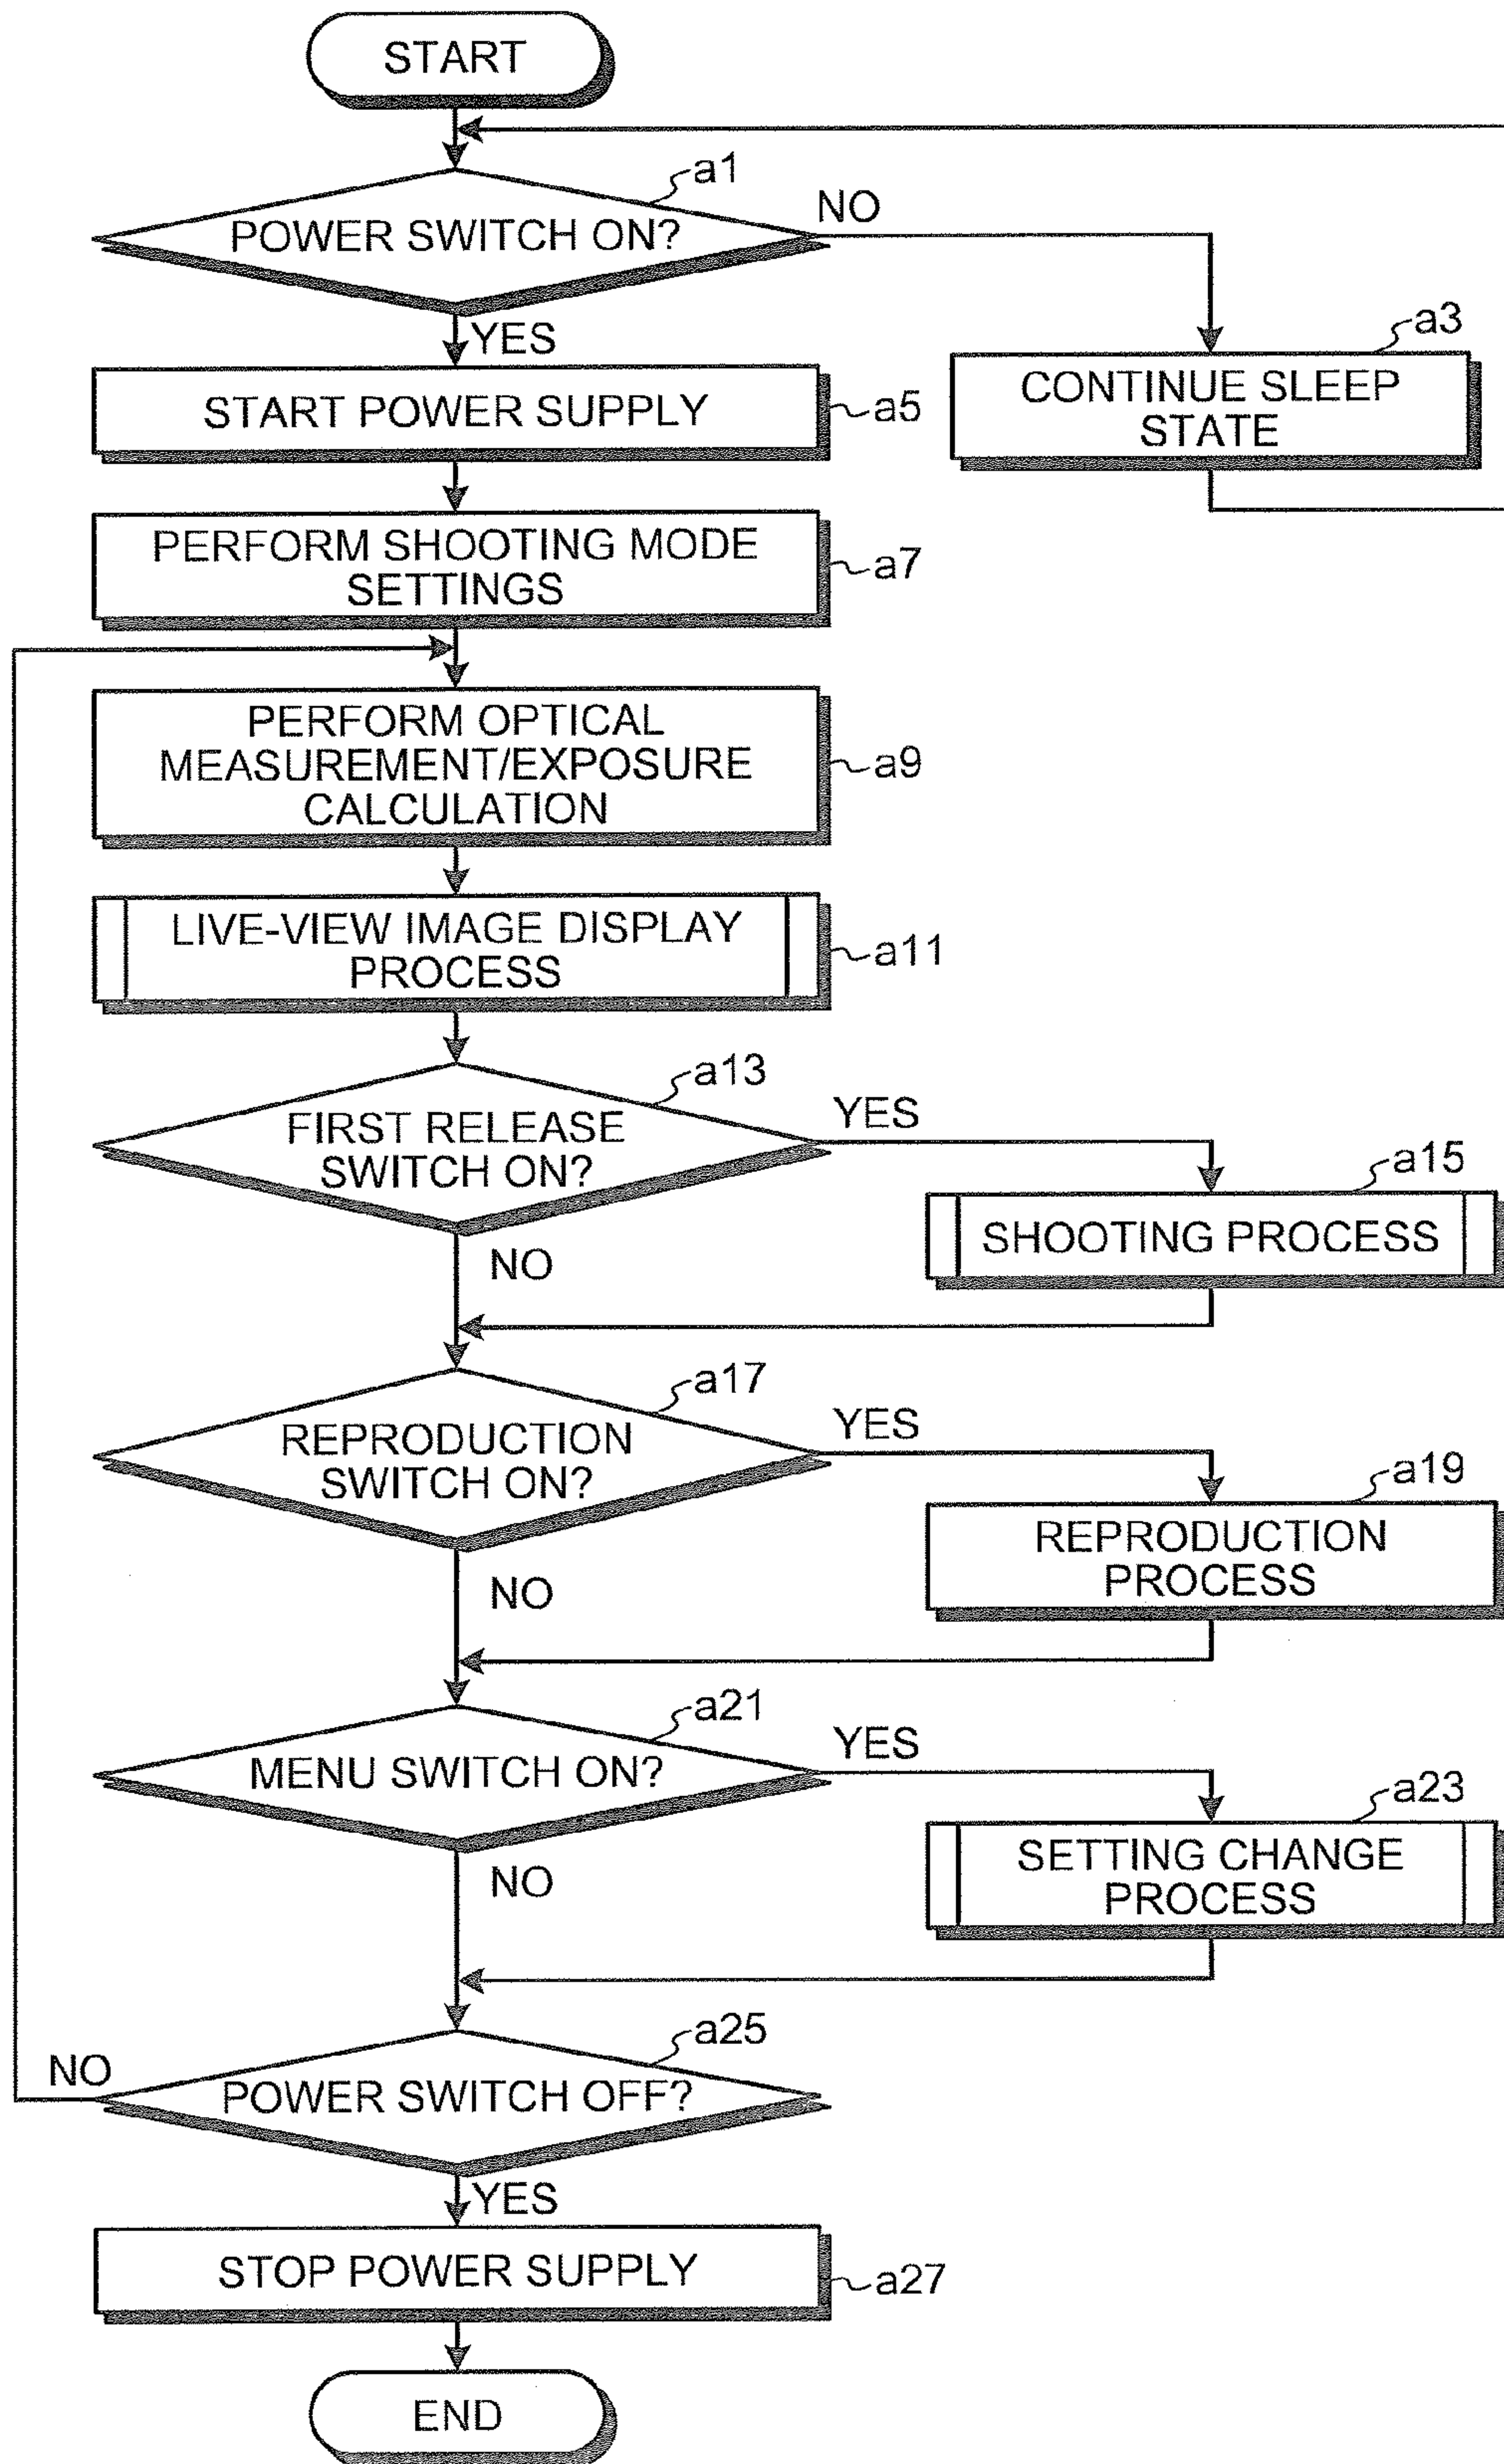 START
a1
POWER SWITCH ON?
NO
YES
a3
CONTINUE SLEEP
STATE
START POWER SUPPLY
a5
PERFORM SHOOTING MODE
SETTINGS
a7
PERFORM OPTICAL
MEASUREMENT/EXPOSURE
CALCULATION
a9
LIVE-VIEW IMAGE DISPLAY
PROCESS
a11
a13
FIRST RELEASE
SWITCH ON?
YES
a15
SHOOTING PROCESS
NO
a17
REPRODUCTION
SWITCH ON?
YES
a19
REPRODUCTION
PROCESS
NO
a21
MENU SWITCH ON?
YES
a23
SETTING CHANGE
PROCESS
NO
a25
NO
POWER SWITCH OFF?
YES
STOP POWER SUPPLY
a27
END